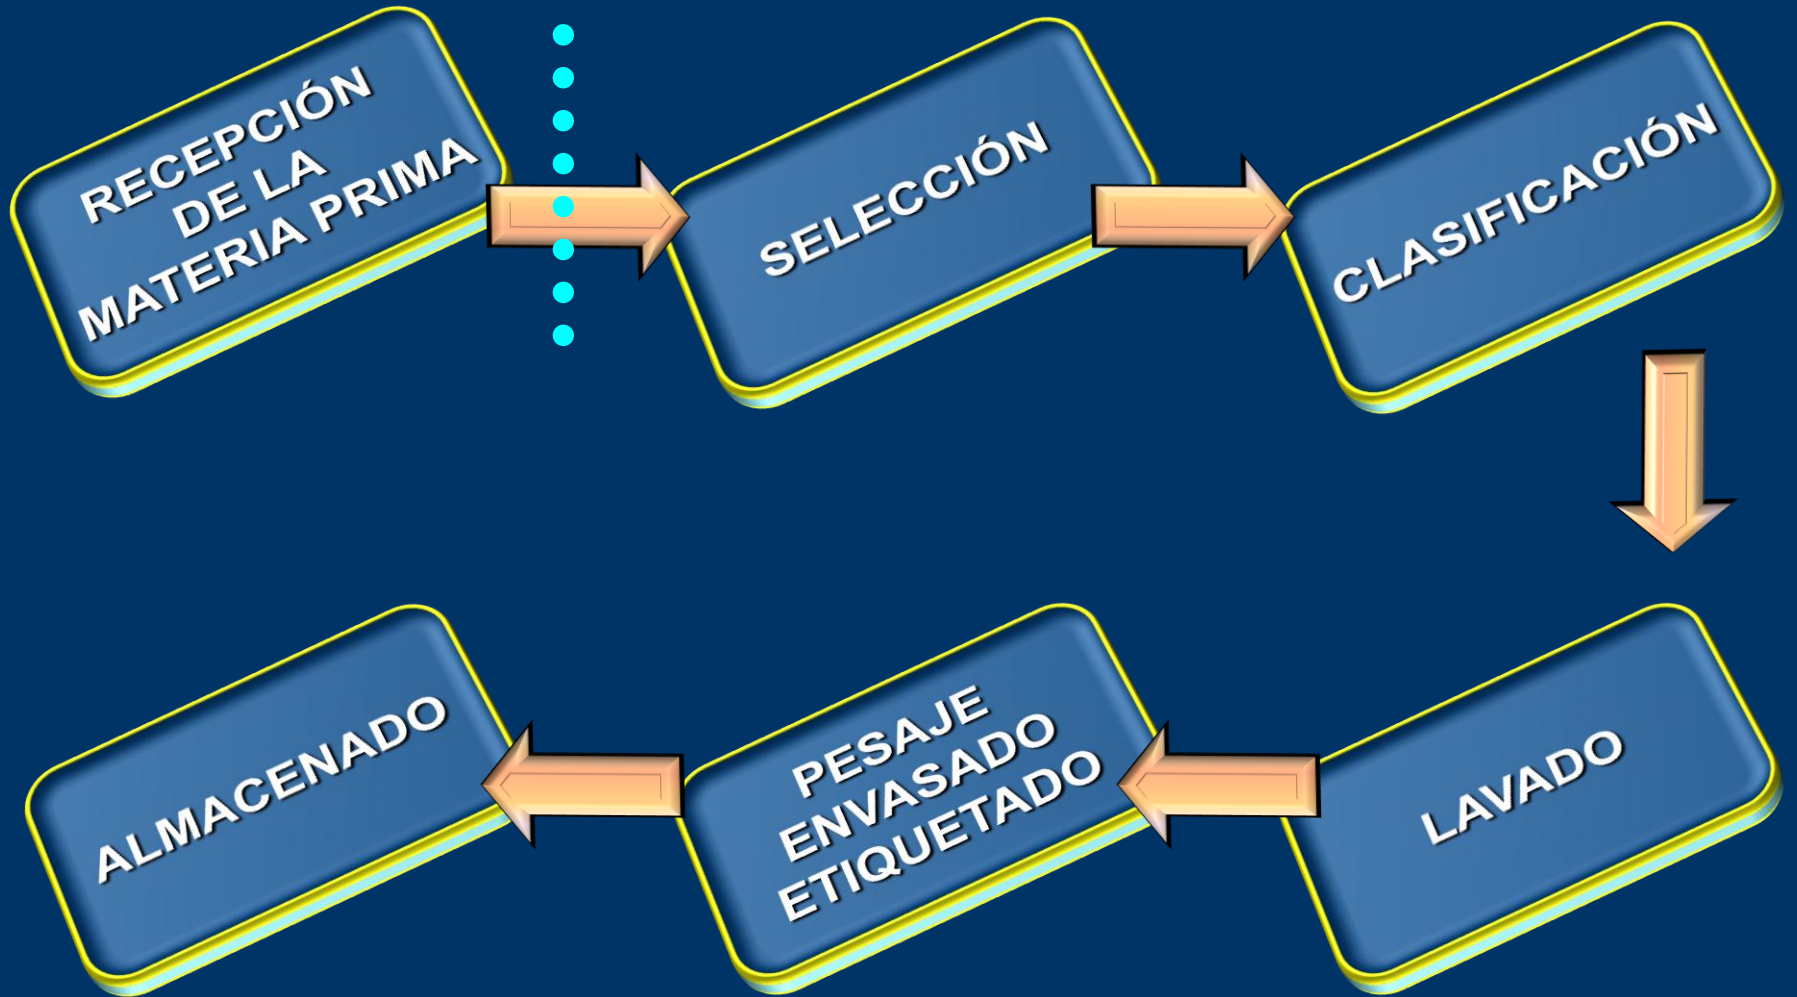 RECEPCIÓN
DE LA
MATERIA PRIMA
SELECCIÓN
CLASIFICACIÓN
LAVADO
PESAJE
ENVASADO
ETIQUETADO
ALMACENADO